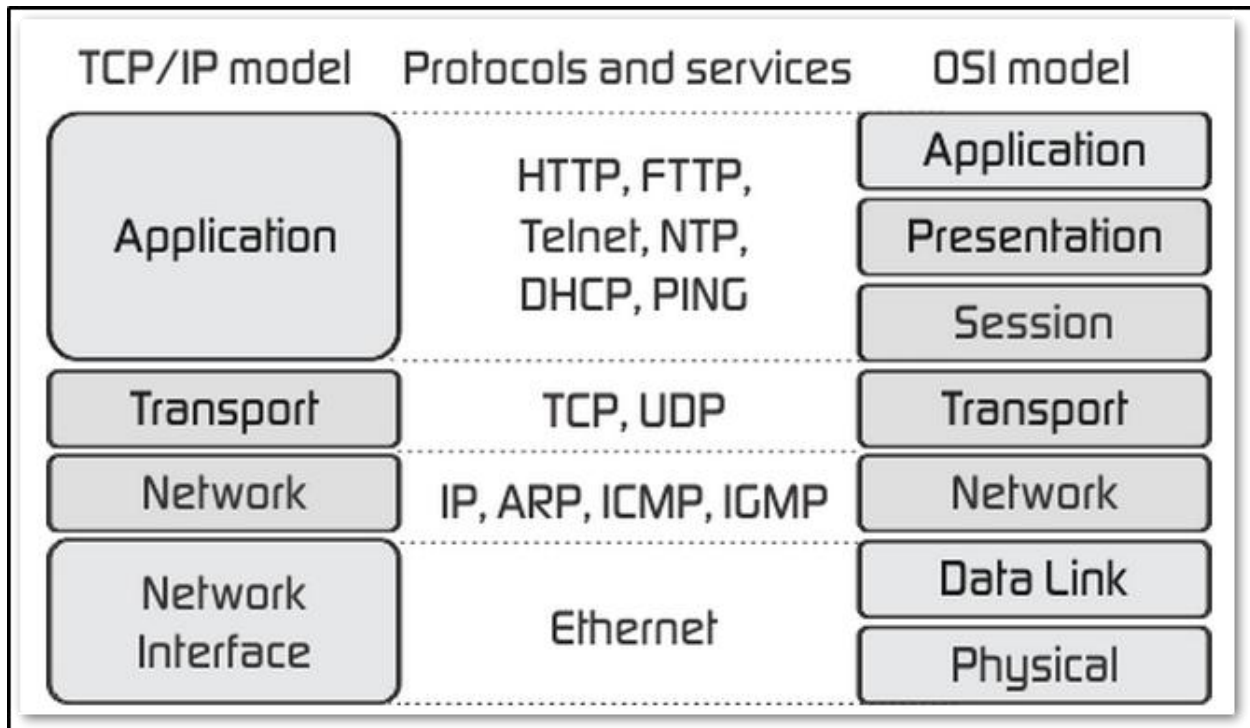 TCP/IP model
Protocols and services
OSI model
Application
HTTP, FTTP,
Telnet, NTP,
DHCP, PING
Application
Presentation
Session
Transport
TCP, UDP
Transport
Network
IP, ARP, ICMP, IGMP
Network
Network
Interface
Ethernet
Data Link
Physical